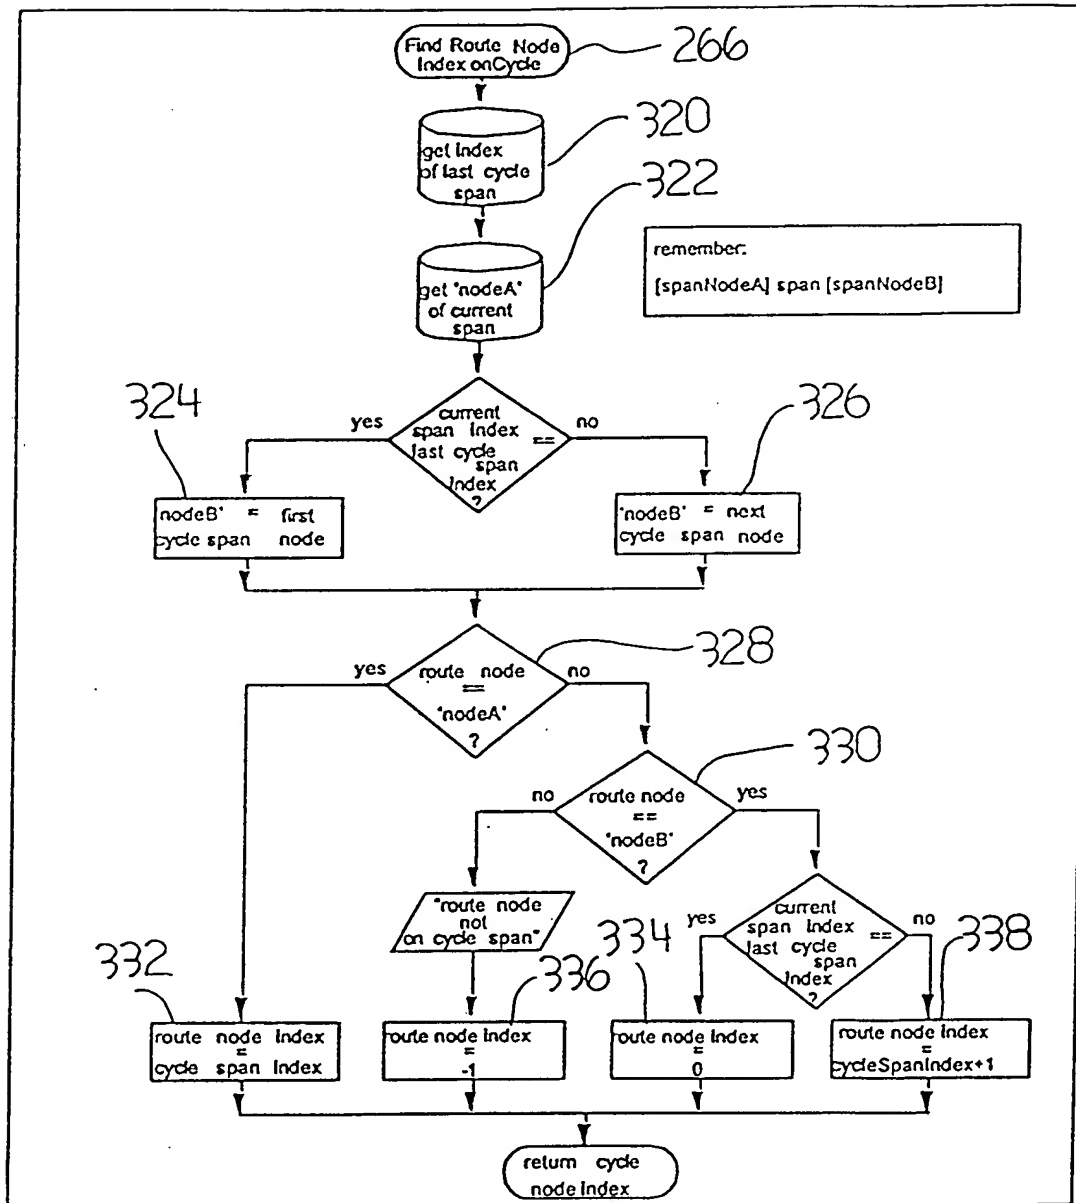 Find Route Node
Index onCycle
266
320
get index
of last cycle
span
322
get 'nodeA'
of current
span
remember:
[spanNodeA] span [spanNodeB]
324
yes
current
span index ==
last cycle
span
index
?
no
326
'nodeB' = first
cycle span node
'nodeB' = next
cycle span node
328
yes
route node
==
'nodeA'
?
no
330
no
route node
==
'nodeB'
?
yes
"route node
not
on cycle span"
334
yes
current
span index ==
last cycle
span
index
?
no
338
332
336
route node index
=
cycle span index
route node index
=
-1
route node index
=
0
route node index
=
cycleSpanIndex+1
return cycle
node index